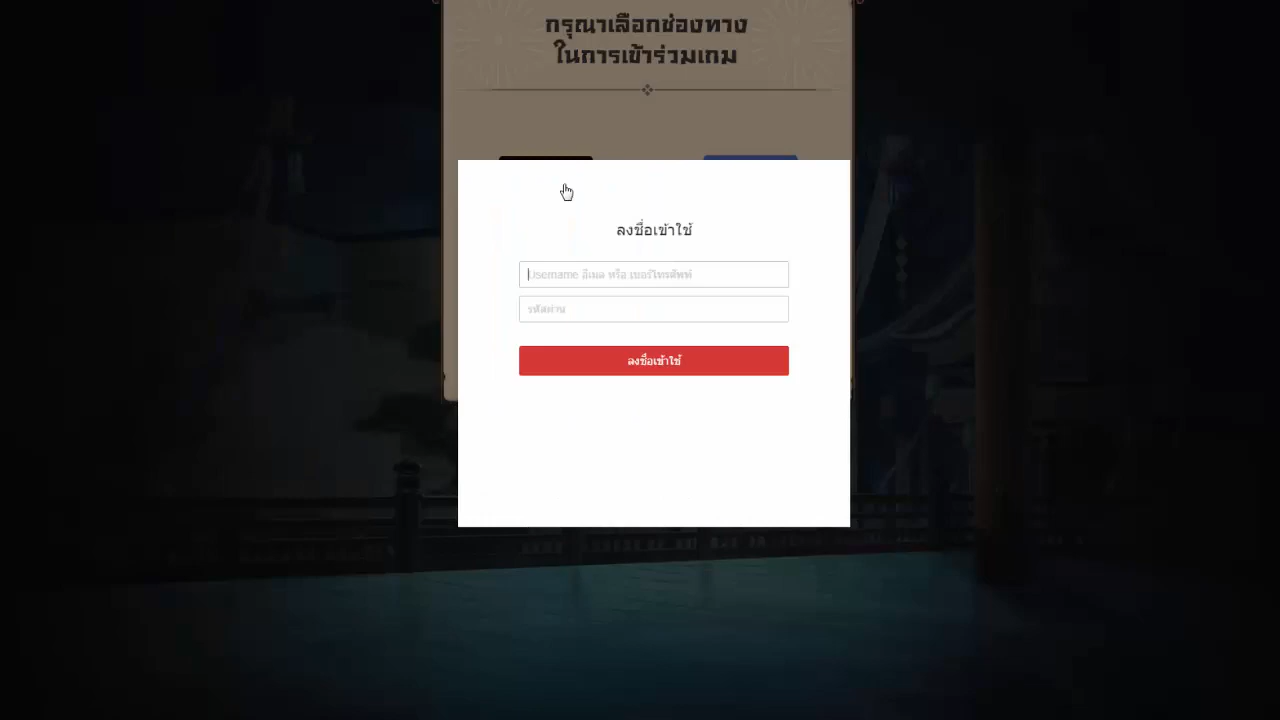 กรุณาเลือกช่องทาง
ในการเข้าร่วมเกม
ลงชื่อเข้าใช้
Username อีเมล หรือ เบอร์โทรศัพท์
รหัสผ่าน
ลงชื่อเข้าใช้